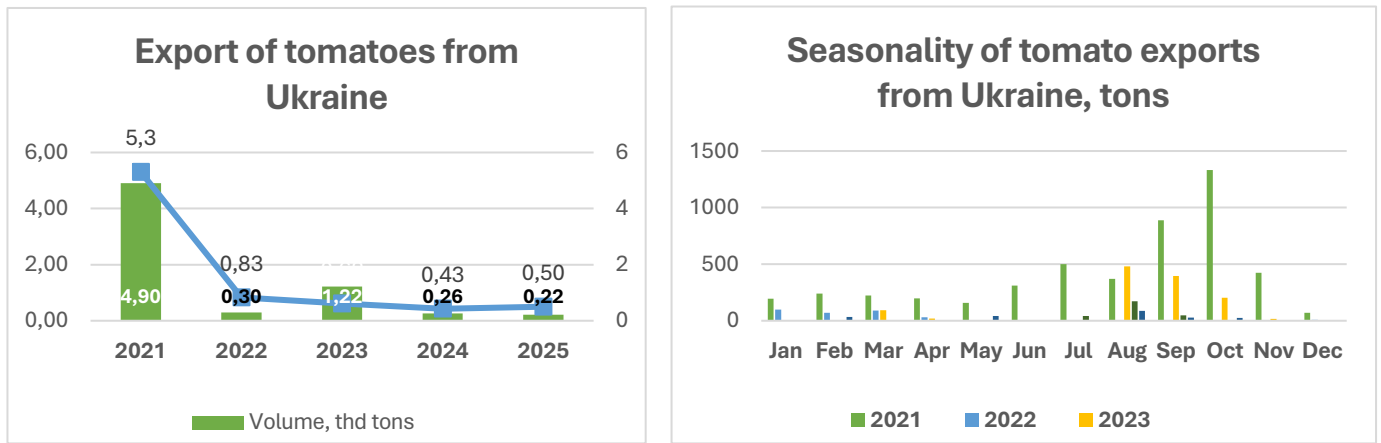 Export of tomatoes from
Ukraine
5,3
6,00
6
4,00
4
2,00
2
0,83
0,43
0,50
4,90
0,30
1,22
0,26
0,22
0,00
0
2021 2022 2023 2024 2025
Volume, thd tons
Seasonality of tomato exports
from Ukraine, tons
1500
1000
500
0
Jan Feb Mar Apr May Jun Jul Aug Sep Oct Nov Dec
2021 2022 2023